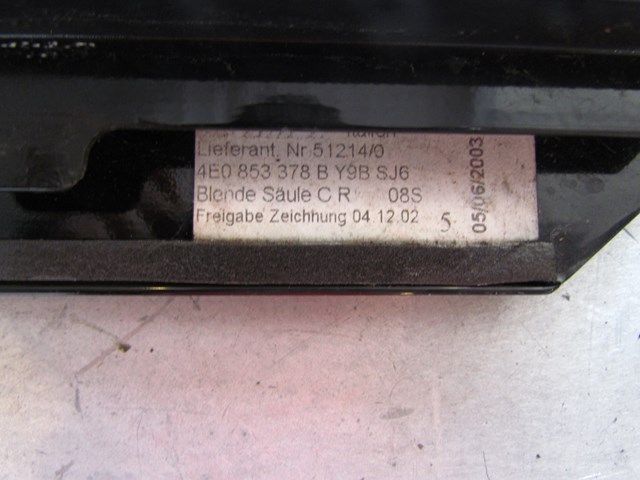 Lieferant. Nr 51214/0
4E0 853 378 B Y9B SJ6
Blende Säule C R 08S
Freigabe Zeichhung 04.12.02 5
05/06/2003